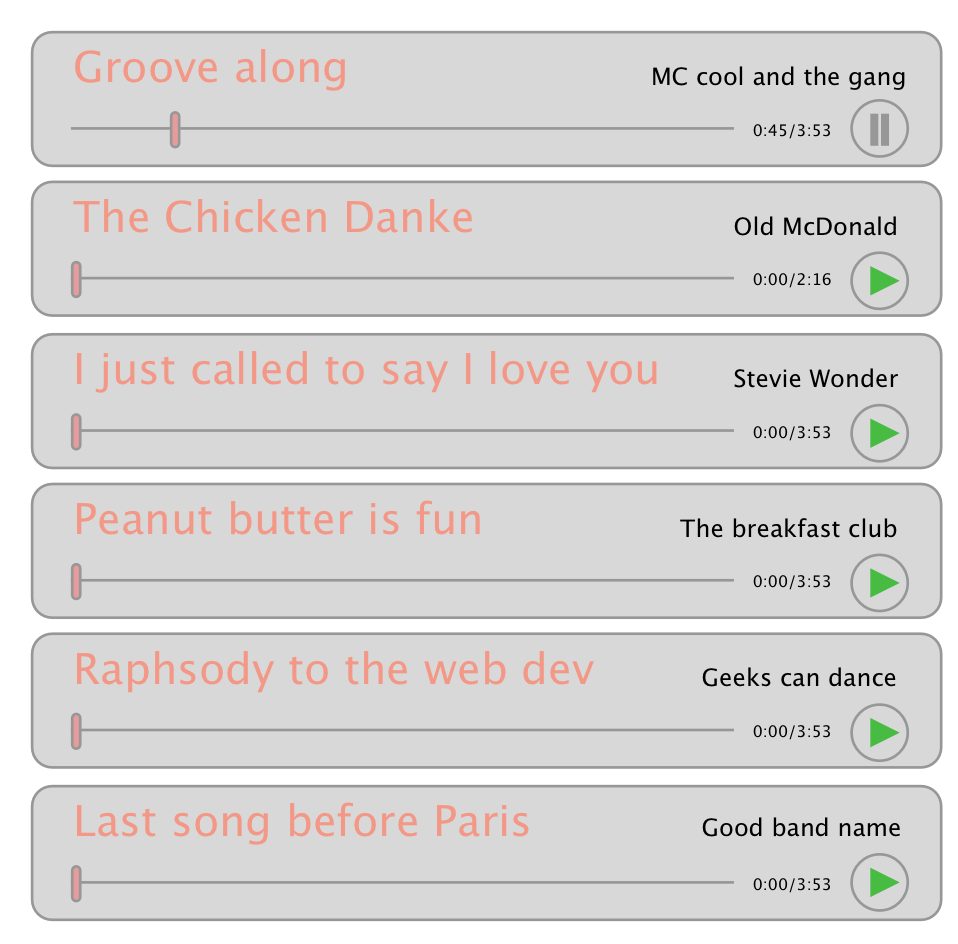 Groove along
MC cool and the gang
0:45/3:53
The Chicken Danke
Old McDonald
0:00/2:16
I just called to say I love you
Stevie Wonder
0:00/3:53
Peanut butter is fun
The breakfast club
0:00/3:53
Raphsody to the web dev
Geeks can dance
0:00/3:53
Last song before Paris
Good band name
0:00/3:53